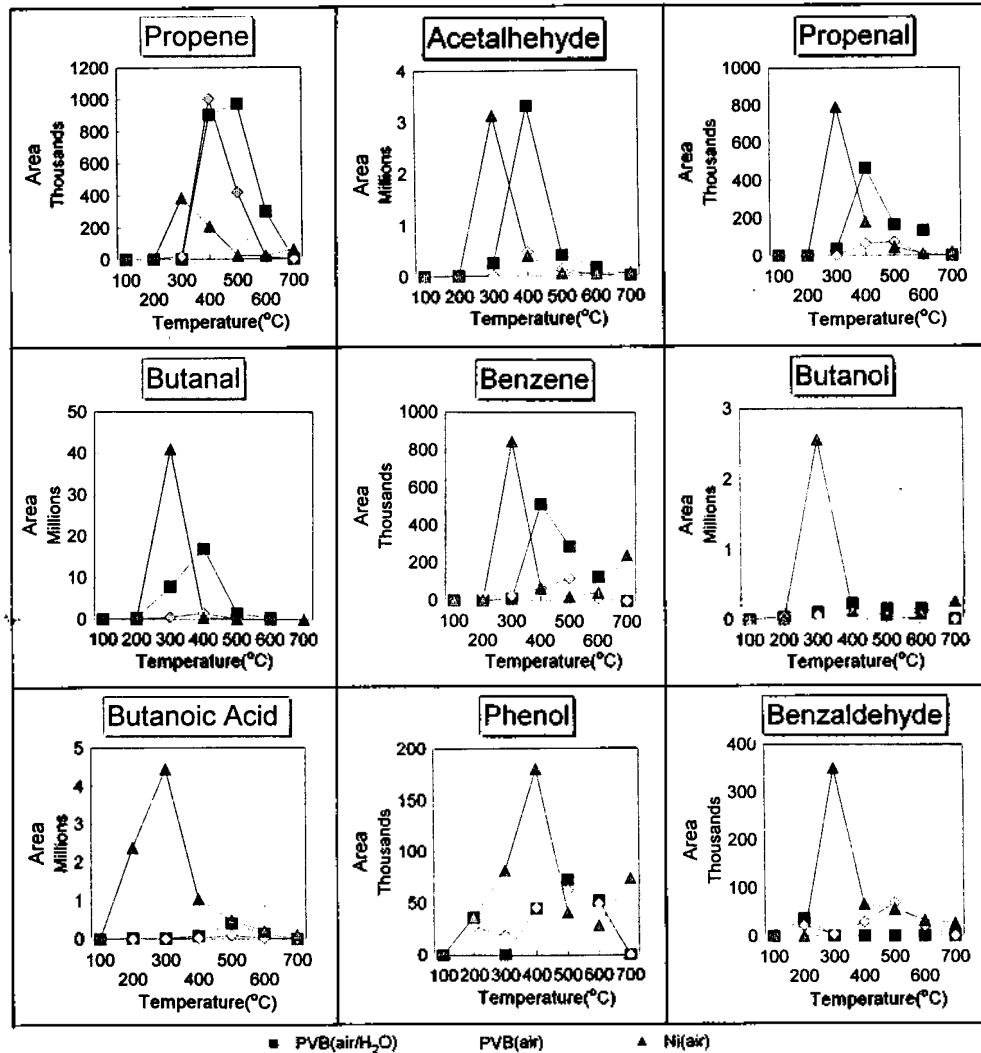 Propene
1200
1000
800
600
400
200
0
Area
Thousands
100 300 500 700
200 400 600
Temperature(°C)
Acetalhehyde
4
3
2
1
0
Area
Millions
100 200 300 400 500 600 700
Temperature(°C)
Propenal
1000
800
600
400
200
0
Area
Thousands
100 300 500 700
200 400 600
Temperature(°C)
Butanal
50
40
30
20
10
0
Area
Millions
100 200 300 400 500 600 700
Temperature(°C)
Benzene
1000
800
600
400
200
0
Area
Thousands
100 300 500 700
200 400 600
Temperature(°C)
Butanol
3
2
1
0
Area
Millions
100 200 300 400 500 600 700
Temperature(°C)
Butanoic Acid
5
4
3
2
1
0
Area
Millions
100 200 300 400 500 600 700
Temperature(°C)
Phenol
200
150
100
50
0
Area
Thousands
100 200 300 400 500 600 700
Temperature(°C)
Benzaldehyde
400
300
200
100
0
Area
Thousands
100 300 500 700
200 400 600
Temperature(°C)
PVB(air/H₂O) PVB(air) Ni(air)